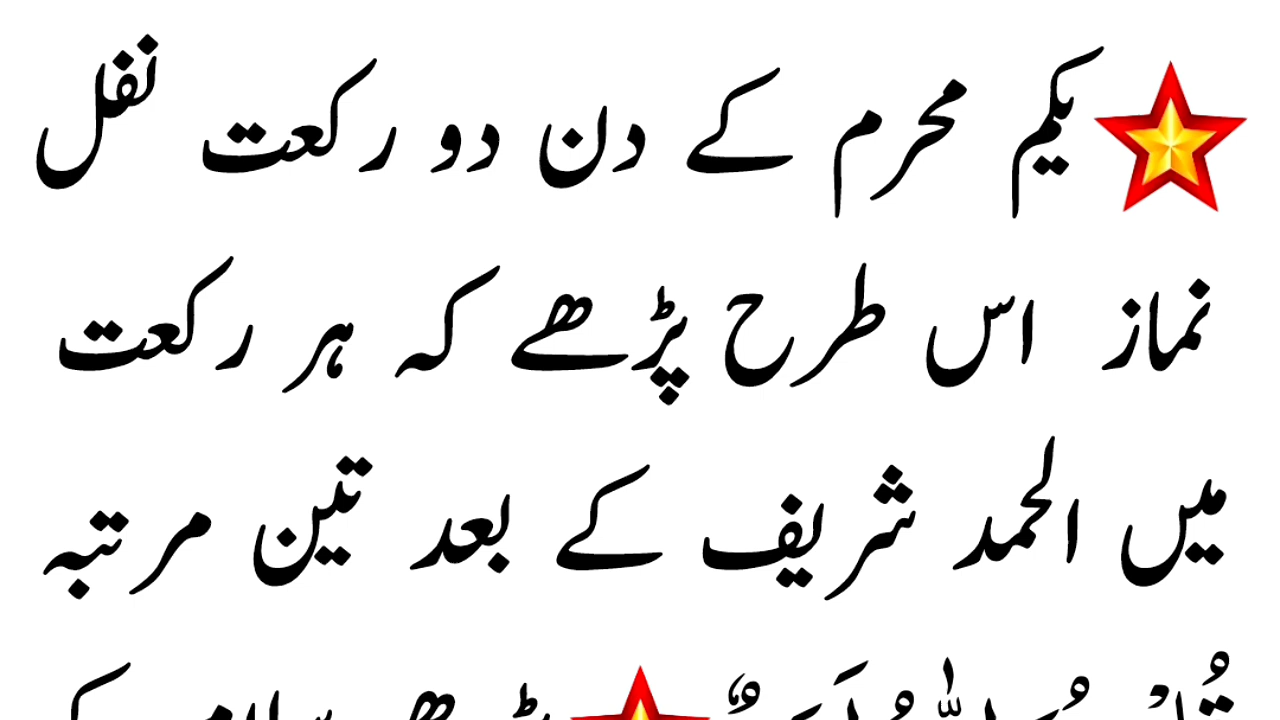 یکم محرم کے دن دو رکعت نفل
نماز اس طرح پڑھے کہ ہر رکعت
میں الحمد شریف کے بعد تین مرتبہ